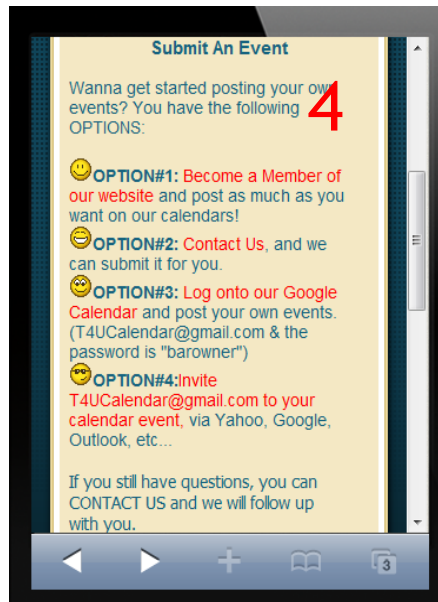 Submit An Event
4
Wanna get started posting your own
events? You have the following
OPTIONS:
OPTION#1: Become a Member of
our website and post as much as you
want on our calendars!
OPTION#2: Contact Us, and we
can submit it for you.
OPTION#3: Log onto our Google
Calendar and post your own events.
(T4UCalendar@gmail.com & the
password is "barowner")
OPTION#4:Invite
T4UCalendar@gmail.com to your
calendar event, via Yahoo, Google,
Outlook, etc...
If you still have questions, you can
CONTACT US and we will follow up
with you.
3